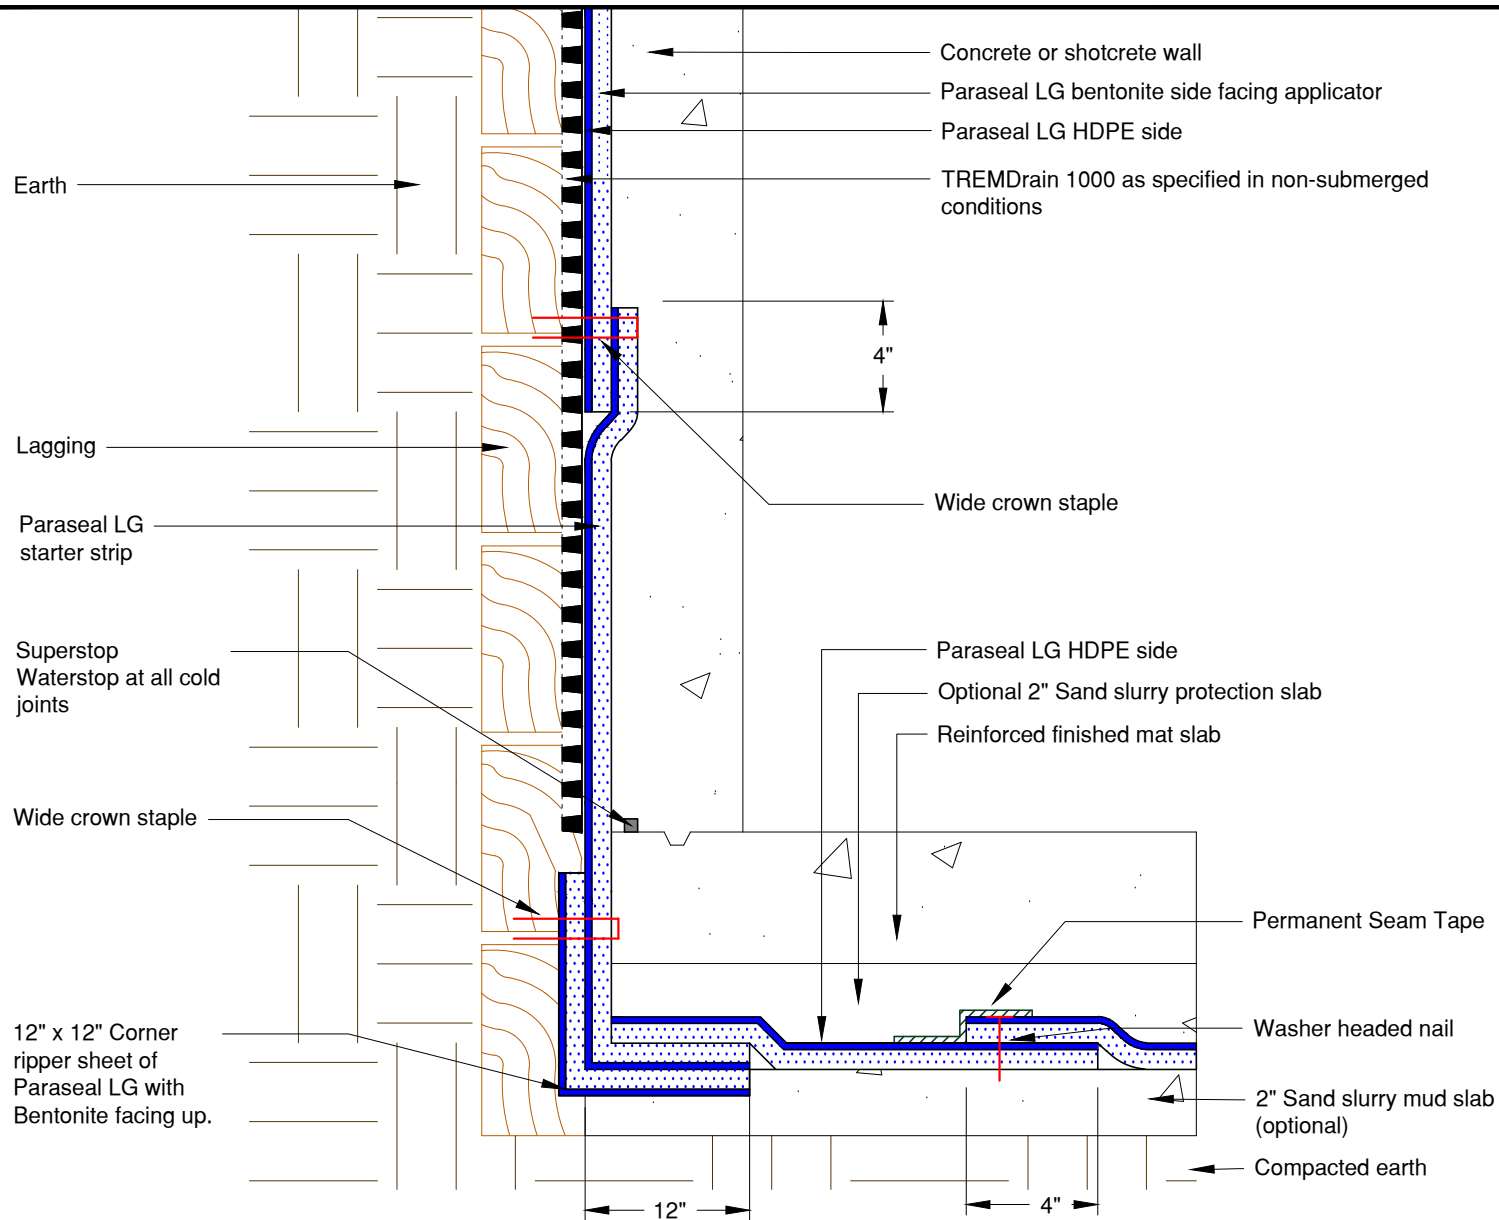 Concrete or shotcrete wall
Paraseal LG bentonite side facing applicator
Paraseal LG HDPE side
TREMDrain 1000 as specified in non-submerged
conditions
Earth
4"
Lagging
Wide crown staple
Paraseal LG
starter strip
Superstop
Waterstop at all cold
joints
Paraseal LG HDPE side
Optional 2" Sand slurry protection slab
Reinforced finished mat slab
Wide crown staple
Permanent Seam Tape
12" x 12" Corner
ripper sheet of
Paraseal LG with
Bentonite facing up.
Washer headed nail
2" Sand slurry mud slab
(optional)
Compacted earth
12"
4"